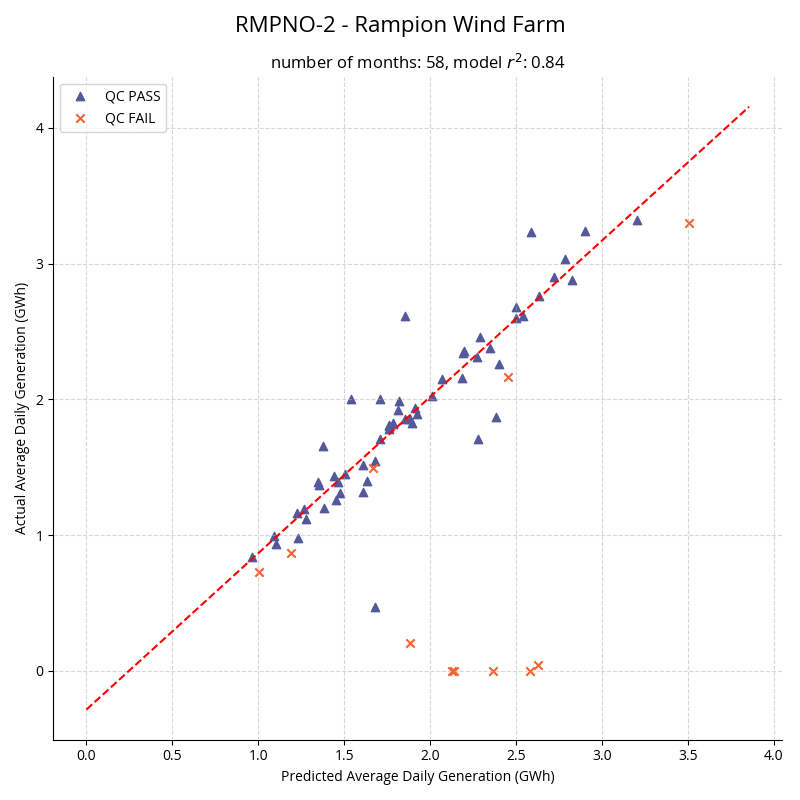 RMPNO-2 - Rampion Wind Farm
number of months: 58, model r²: 0.84
QC PASS
QC FAIL
Actual Average Daily Generation (GWh)
4
3
2
1
0
0.0 0.5 1.0 1.5 2.0 2.5 3.0 3.5 4.0
Predicted Average Daily Generation (GWh)